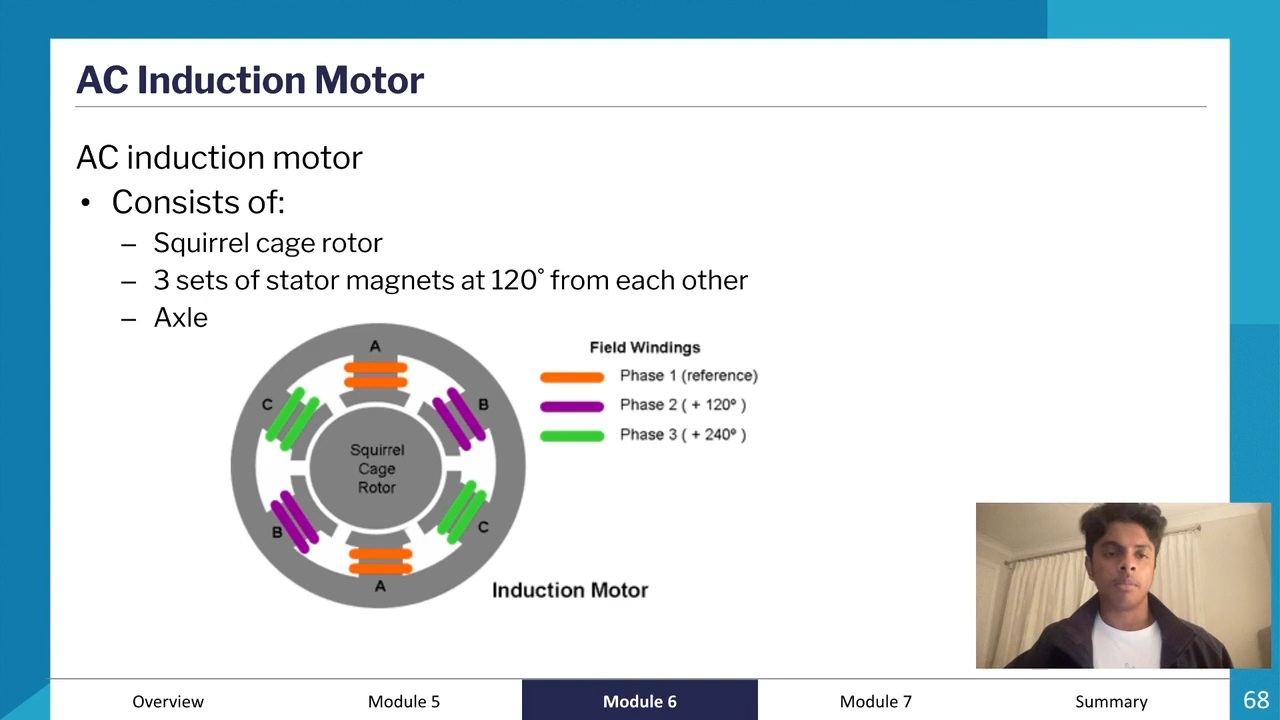 AC Induction Motor
AC induction motor
• Consists of:
– Squirrel cage rotor
– 3 sets of stator magnets at 120° from each other
– Axle
A
B
C
Squirrel
Cage
Rotor
B
C
A
Field Windings
Phase 1 (reference)
Phase 2 ( + 120º )
Phase 3 ( + 240º )
Induction Motor
Overview
Module 5
Module 6
Module 7
Summary
68